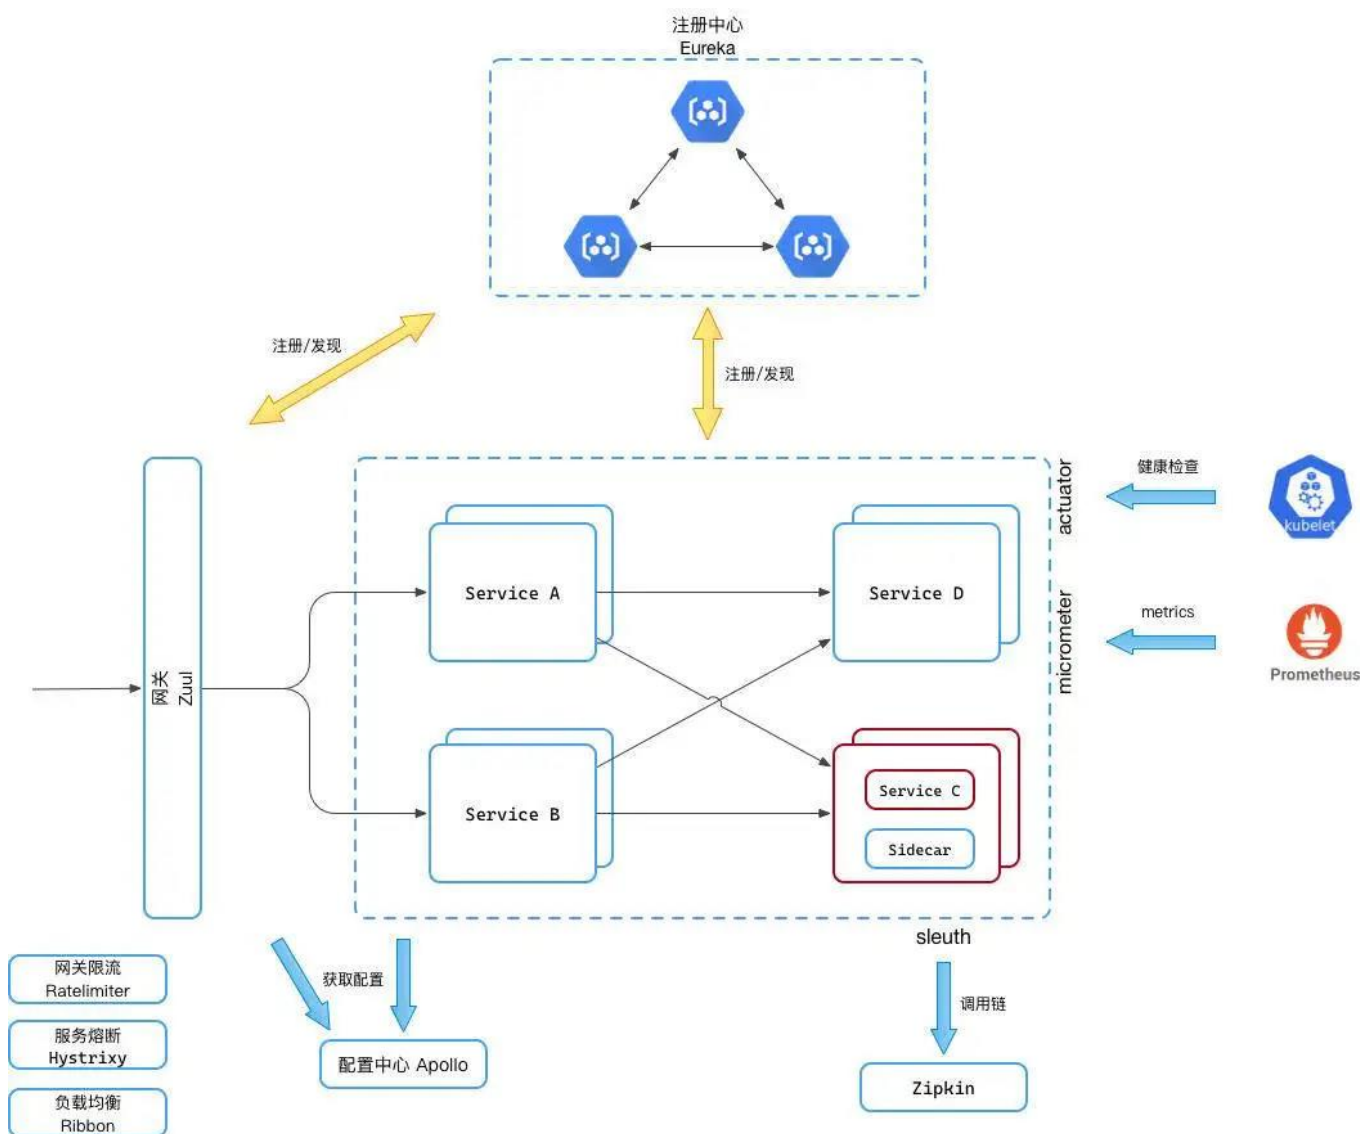 注册中心
Eureka
注册/发现
注册/发现
网关
Zuul
Service A
Service B
Service D
Service C
Sidecar
actuator
micrometer
健康检查
kubelet
metrics
Prometheus
sleuth
调用链
Zipkin
获取配置
配置中心 Apollo
网关限流
Ratelimiter
服务熔断
Hystrixy
负载均衡
Ribbon